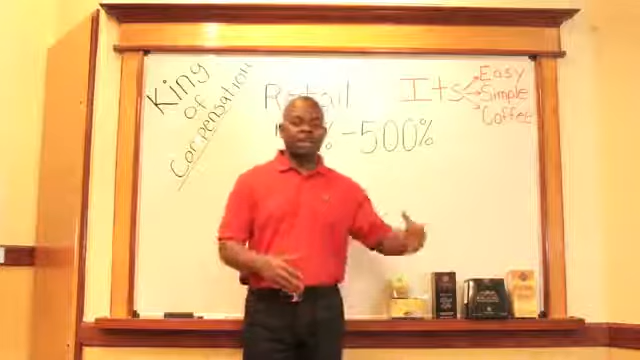 King
of
Compensation
Retail
-500%
Its
Easy
Simple
Coffee